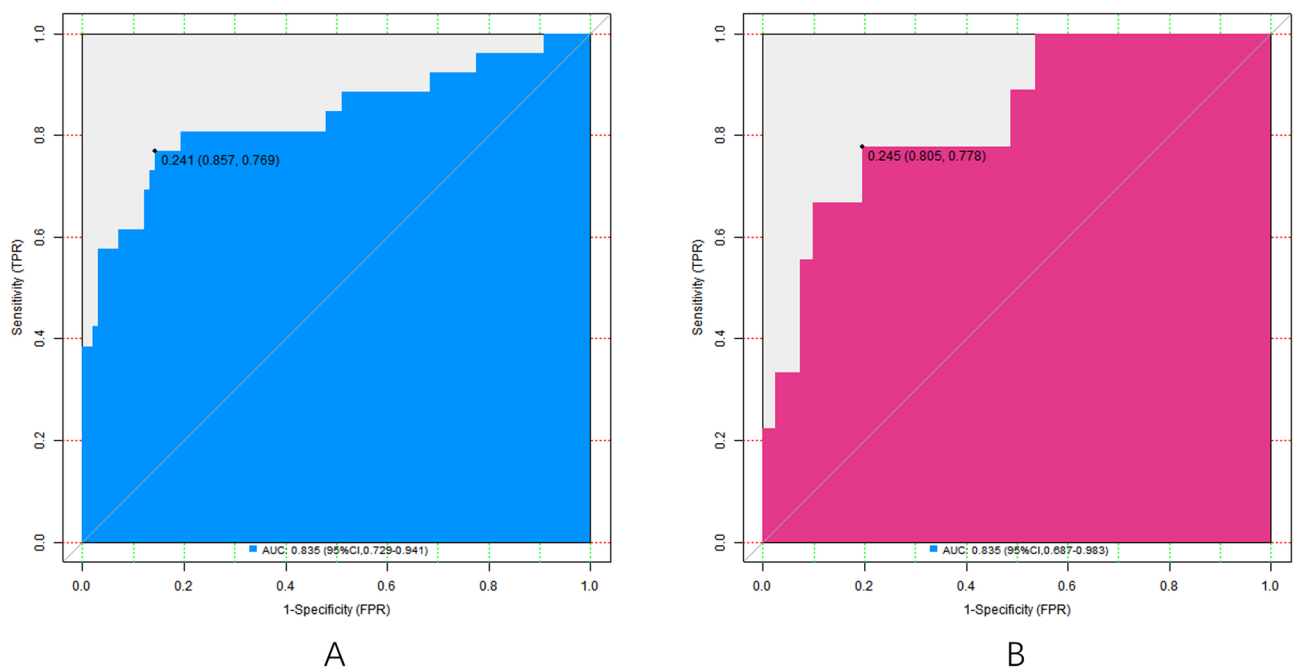 1.0
0.8
0.6
0.4
0.2
0.0
Sensitivity (TPR)
0.241 (0.857, 0.769)
AUC: 0.835 (95%CI,0.729-0.941)
0.0 0.2 0.4 0.6 0.8 1.0
1-Specificity (FPR)
A
1.0
0.8
0.6
0.4
0.2
0.0
Sensitivity (TPR)
0.245 (0.805, 0.778)
AUC: 0.835 (95%CI,0.687-0.983)
0.0 0.2 0.4 0.6 0.8 1.0
1-Specificity (FPR)
B